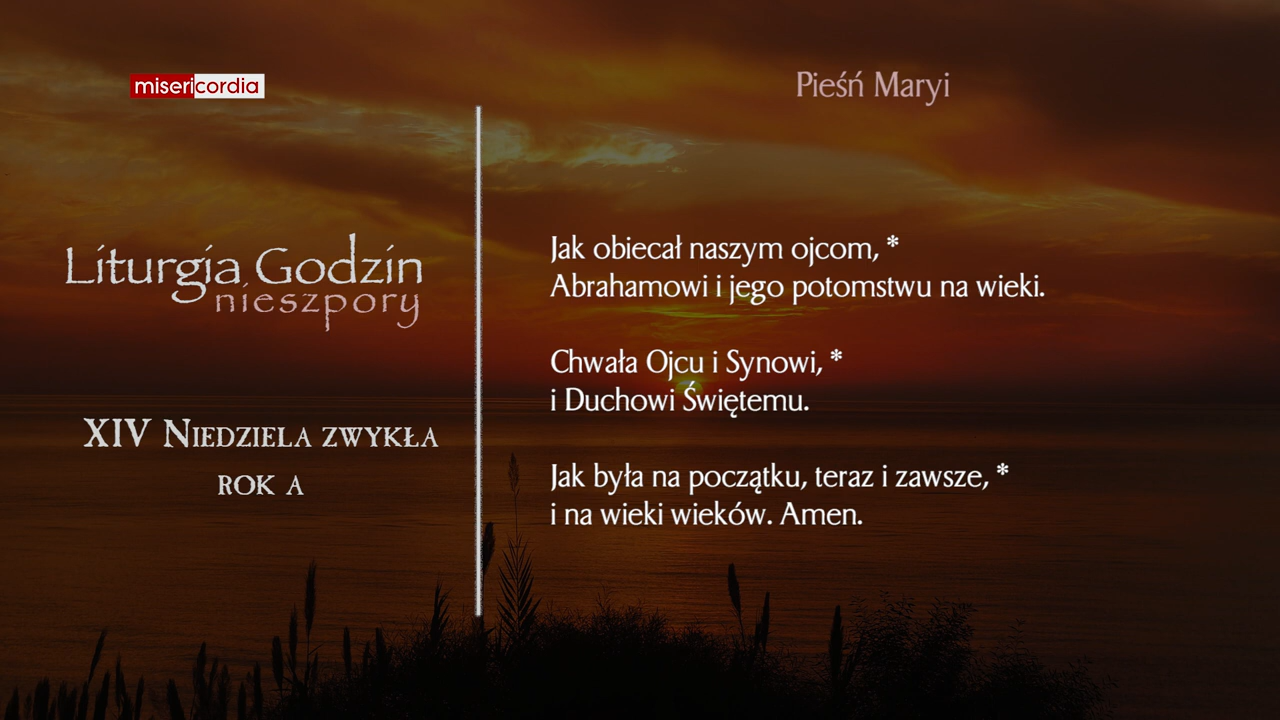 misericordia
Pieśń Maryi
Liturgia Godzin
nieszpory
XIV Niedziela zwykła
rok A
Jak obiecał naszym ojcom, *
Abrahamowi i jego potomstwu na wieki.
Chwała Ojcu i Synowi, *
i Duchowi Świętemu.
Jak była na początku, teraz i zawsze, *
i na wieki wieków. Amen.